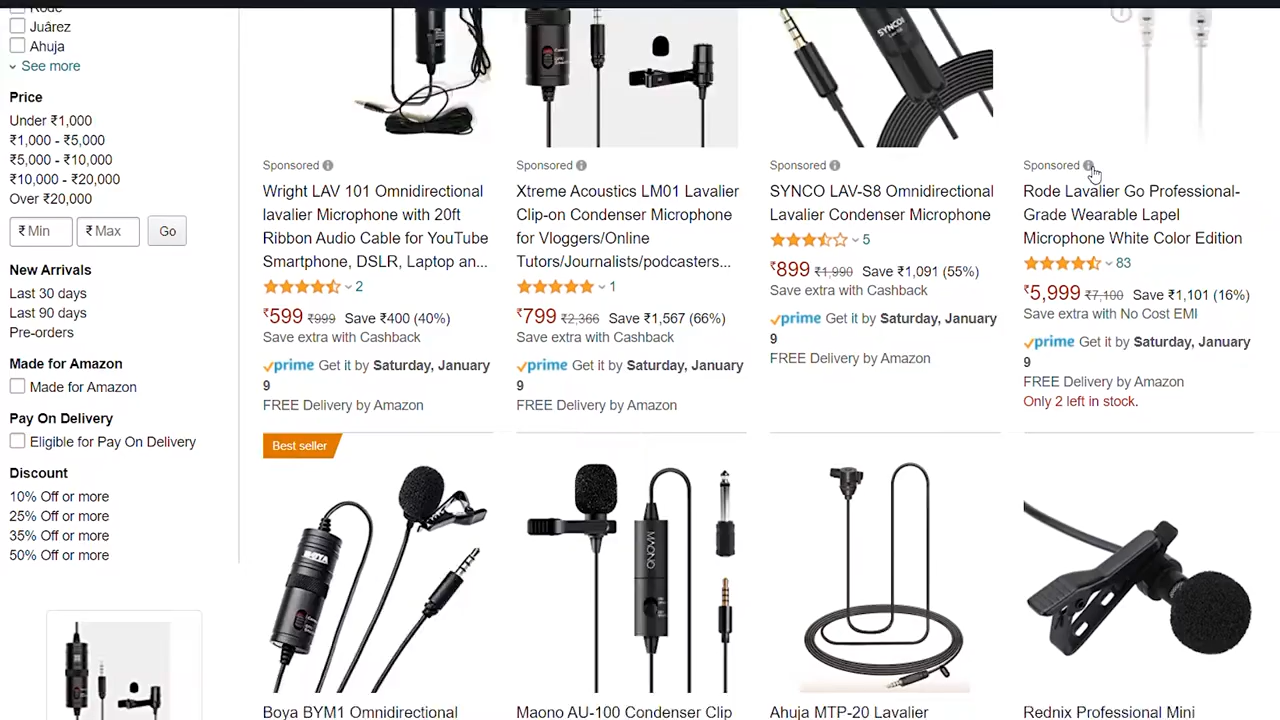 Rode
Juárez
Ahuja
See more
Price
Under ₹1,000
₹1,000 - ₹5,000
₹5,000 - ₹10,000
₹10,000 - ₹20,000
Over ₹20,000
₹ Min
₹ Max
Go
New Arrivals
Last 30 days
Last 90 days
Pre-orders
Made for Amazon
Made for Amazon
Pay On Delivery
Eligible for Pay On Delivery
Discount
10% Off or more
25% Off or more
35% Off or more
50% Off or more
Sponsored
Wright LAV 101 Omnidirectional
lavalier Microphone with 20ft
Ribbon Audio Cable for YouTube
Smartphone, DSLR, Laptop an...
2
₹599 ₹999 Save ₹400 (40%)
Save extra with Cashback
prime Get it by Saturday, January
9
FREE Delivery by Amazon
Sponsored
Xtreme Acoustics LM01 Lavalier
Clip-on Condenser Microphone
for Vloggers/Online
Tutors/Journalists/podcasters...
1
₹799 ₹2,366 Save ₹1,567 (66%)
Save extra with Cashback
prime Get it by Saturday, January
9
FREE Delivery by Amazon
SYNCO
Sponsored
SYNCO LAV-S8 Omnidirectional
Lavalier Condenser Microphone
5
₹899 ₹1,990 Save ₹1,091 (55%)
Save extra with Cashback
prime Get it by Saturday, January
9
FREE Delivery by Amazon
Sponsored
Rode Lavalier Go Professional-
Grade Wearable Lapel
Microphone White Color Edition
83
₹5,999 ₹7,100 Save ₹1,101 (16%)
Save extra with No Cost EMI
prime Get it by Saturday, January
9
FREE Delivery by Amazon
Only 2 left in stock.
Best seller
BOYA
Boya BYM1 Omnidirectional
MAONO
Maono AU-100 Condenser Clip
Ahuja MTP-20 Lavalier
Rednix Professional Mini